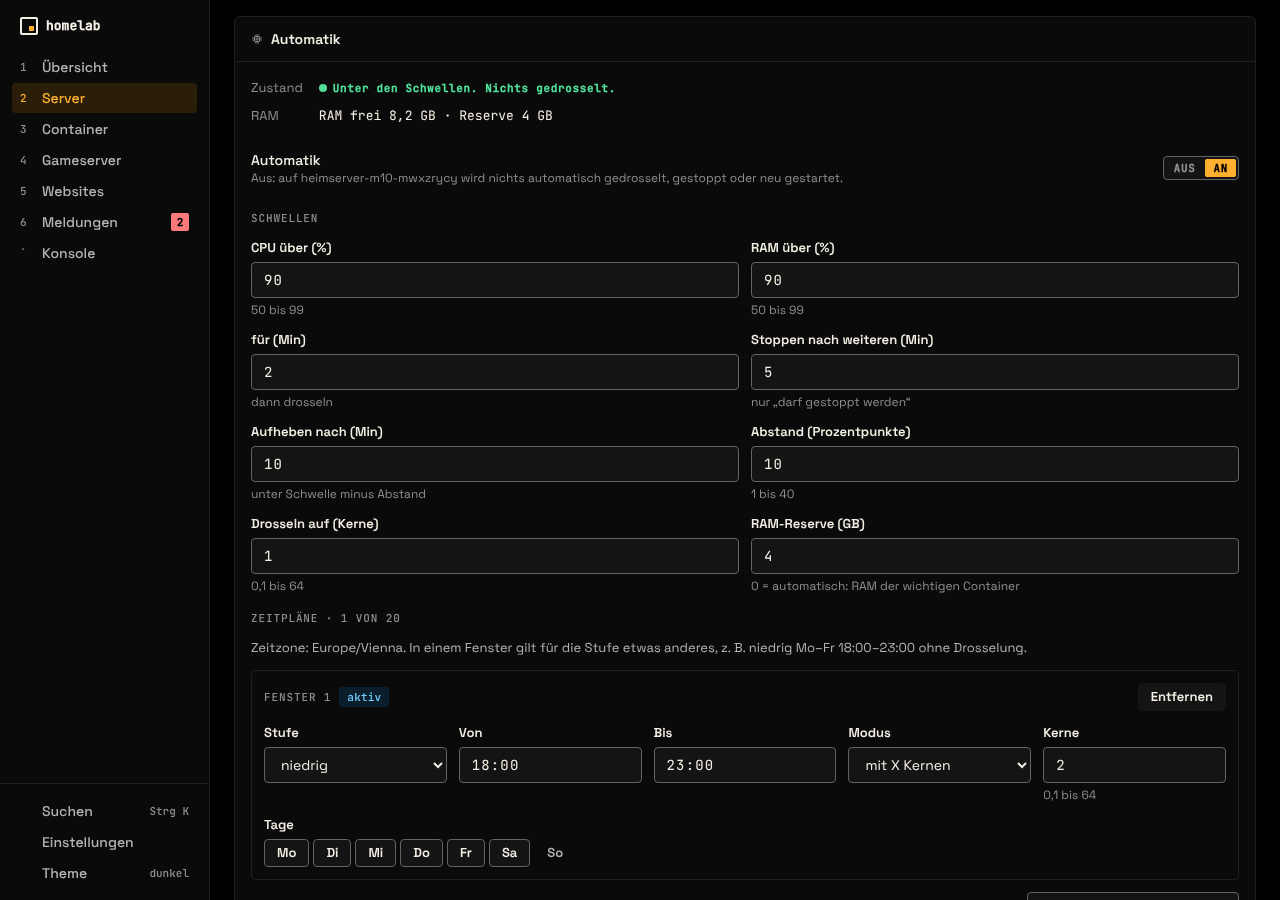 homelab
1 Übersicht
2 Server
3 Container
4 Gameserver
5 Websites
6 Meldungen 2
` Konsole
Suchen Strg K
Einstellungen
Theme dunkel
Automatik
Zustand Unter den Schwellen. Nichts gedrosselt.
RAM RAM frei 8,2 GB · Reserve 4 GB
Automatik
Aus: auf heimserver-m10-mwxzrycy wird nichts automatisch gedrosselt, gestoppt oder neu gestartet.
AUS AN
SCHWELLEN
CPU über (%) RAM über (%)
90 90
50 bis 99 50 bis 99
für (Min) Stoppen nach weiteren (Min)
2 5
dann drosseln nur „darf gestoppt werden“
Aufheben nach (Min) Abstand (Prozentpunkte)
10 10
unter Schwelle minus Abstand 1 bis 40
Drosseln auf (Kerne) RAM-Reserve (GB)
1 4
0,1 bis 64 0 = automatisch: RAM der wichtigen Container
ZEITPLÄNE · 1 VON 20
Zeitzone: Europe/Vienna. In einem Fenster gilt für die Stufe etwas anderes, z. B. niedrig Mo–Fr 18:00–23:00 ohne Drosselung.
FENSTER 1 aktiv Entfernen
Stufe Von Bis Modus Kerne
niedrig 18:00 23:00 mit X Kernen 2
0,1 bis 64
Tage
Mo Di Mi Do Fr Sa So